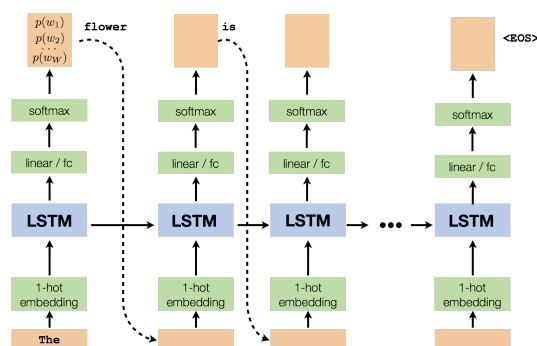 p(w₁)
p(w₂)
...
p(w_W)
flower
is
<EOS>
softmax
softmax
softmax
softmax
linear / fc
linear / fc
linear / fc
linear / fc
LSTM
LSTM
LSTM
•••
LSTM
1-hot
embedding
1-hot
embedding
1-hot
embedding
1-hot
embedding
The